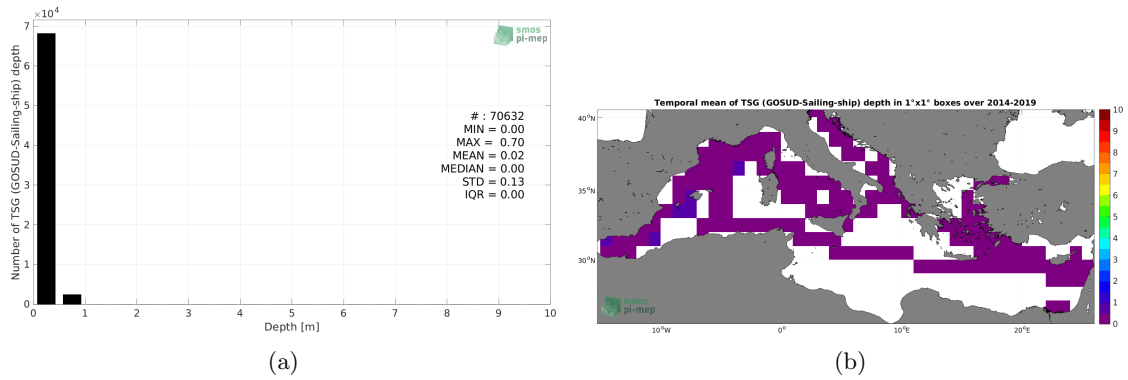 ×10⁴
7
6
5
4
3
2
1
0
Number of TSG (GOSUD-Sailing-ship) depth
0 1 2 3 4 5 6 7 8 9 10
Depth [m]
smos
pi-mep
# : 70632
MIN = 0.00
MAX = 0.70
MEAN = 0.02
MEDIAN = 0.00
STD = 0.13
IQR = 0.00
(a)
Temporal mean of TSG (GOSUD-Sailing-ship) depth in 1°x1° boxes over 2014-2019
40°N
35°N
30°N
10°W 0° 10°E 20°E
10
9
8
7
6
5
4
3
2
1
0
smos
pi-mep
(b)